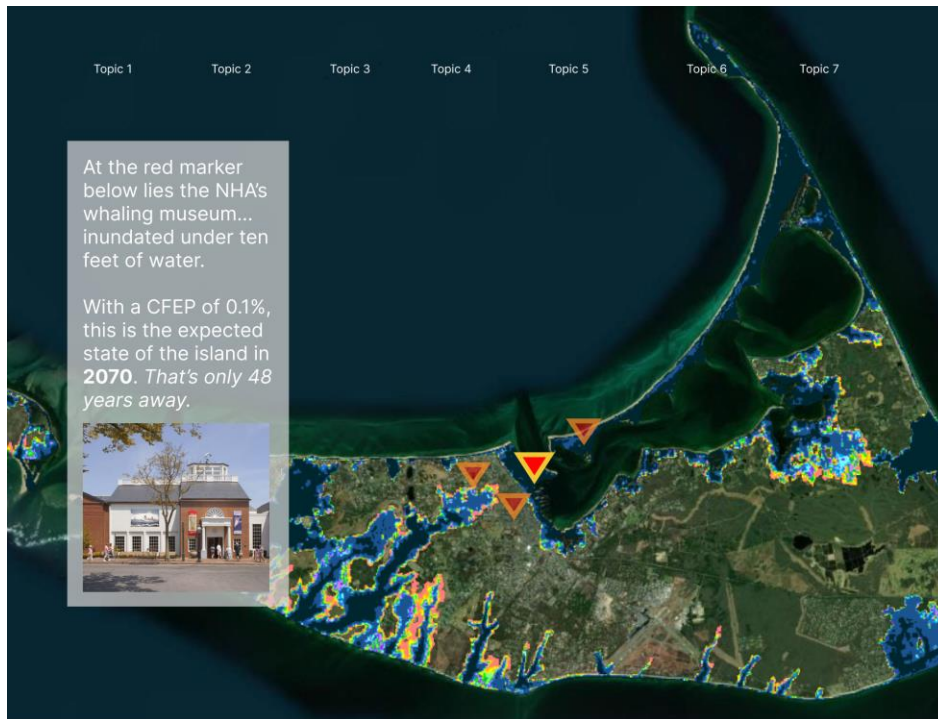 Topic 1 Topic 2 Topic 3 Topic 4 Topic 5 Topic 6 Topic 7
At the red marker
below lies the NHA's
whaling museum...
inundated under ten
feet of water.
With a CFEP of 0.1%,
this is the expected
state of the island in
2070. That's only 48
years away.